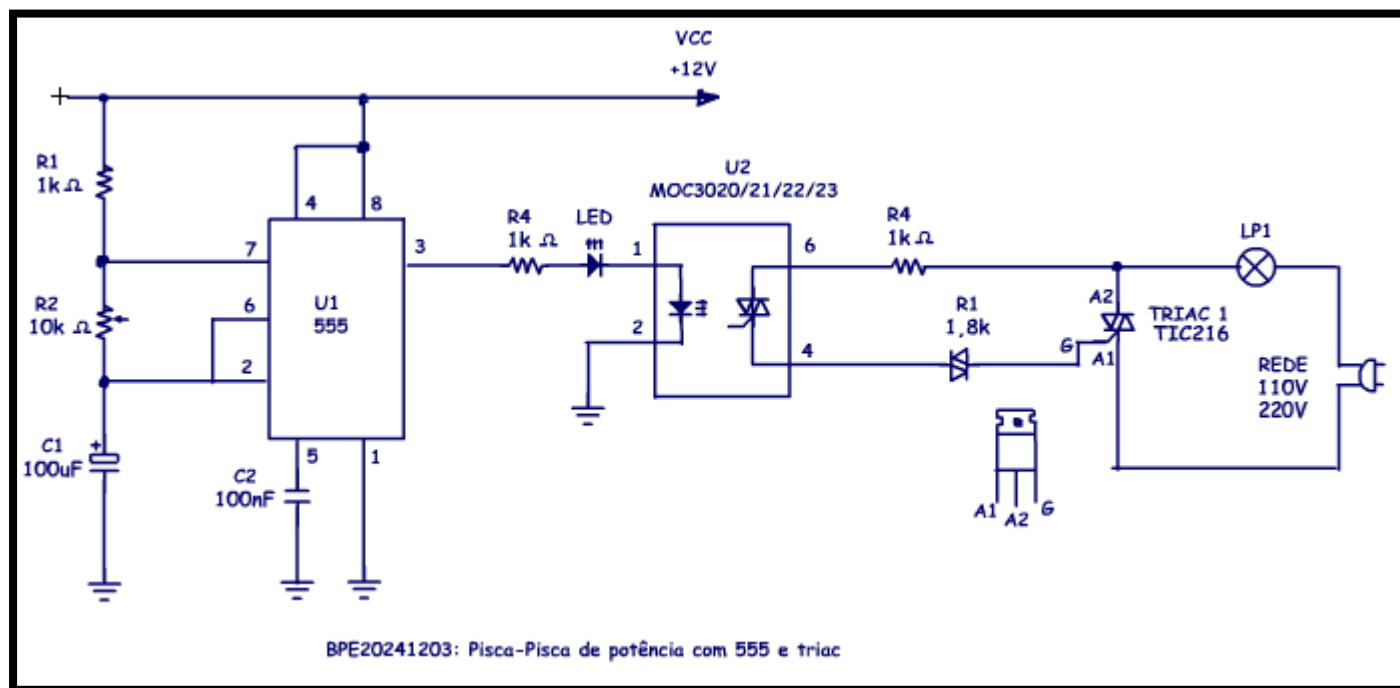 VCC
+12V
R1
1kΩ
R2
10k Ω
C1
+
100uF
4
8
7
6
2
3
5
1
U1
555
C2
100nF
R4
1k Ω
LED
U2
MOC3020/21/22/23
1
2
6
4
R4
1kΩ
R1
1,8k
LP1
A2
G
A1
TRIAC 1
TIC216
REDE
110V
220V
A1
A2
G
BPE20241203: Pisca-Pisca de potência com 555 e triac